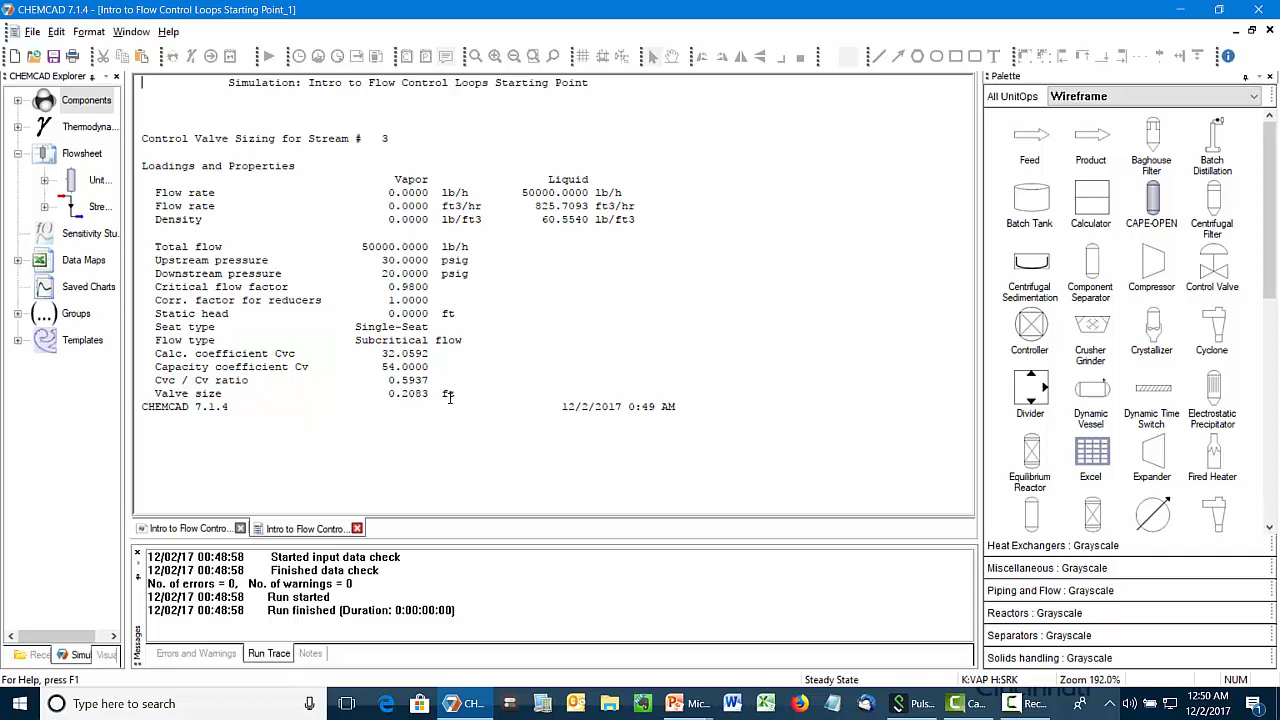 CHEMCAD 7.1.4 - [Intro to Flow Control Loops Starting Point_1]
File Edit Format Window Help
CHEMCAD Explorer
Components
Thermodyna...
Flowsheet
Unit...
Stre...
Sensitivity Stu...
Data Maps
Saved Charts
Groups
Templates
Simulation: Intro to Flow Control Loops Starting Point
Control Valve Sizing for Stream # 3
Loadings and Properties
Vapor Liquid
Flow rate 0.0000 lb/h 50000.0000 lb/h
Flow rate 0.0000 ft3/hr 825.7093 ft3/hr
Density 0.0000 lb/ft3 60.5540 lb/ft3
Total flow 50000.0000 lb/h
Upstream pressure 30.0000 psig
Downstream pressure 20.0000 psig
Critical flow factor 0.9800
Corr. factor for reducers 1.0000
Static head 0.0000 ft
Seat type Single-Seat
Flow type Subcritical flow
Calc. coefficient Cvc 32.0592
Capacity coefficient Cv 54.0000
Cvc / Cv ratio 0.5937
Valve size 0.2083 ft
CHEMCAD 7.1.4 12/2/2017 0:49 AM
Intro to Flow Contro... Intro to Flow Contro...
12/02/17 00:48:58 Started input data check
12/02/17 00:48:58 Finished data check
No. of errors = 0, No. of warnings = 0
12/02/17 00:48:58 Run started
12/02/17 00:48:58 Run finished (Duration: 0:00:00:00)
Messages
Errors and Warnings Run Trace Notes
Palette
All UnitOps Wireframe
Feed Product Baghouse Filter Batch Distillation
Batch Tank Calculator CAPE-OPEN Centrifugal Filter
Centrifugal Sedimentation Component Separator Compressor Control Valve
Controller Crusher Grinder Crystallizer Cyclone
Divider Dynamic Vessel Dynamic Time Switch Electrostatic Precipitator
Equilibrium Reactor Excel Expander Fired Heater
Heat Exchangers : Grayscale
Miscellaneous : Grayscale
Piping and Flow : Grayscale
Reactors : Grayscale
Separators : Grayscale
Solids handling : Grayscale
Rece Simu Visua
For Help, press F1 Steady State K:VAP H:SRK Zoom 192.0% NUM
Cincinnati
Type here to search CH... Mic... Puls... Ca... Rec... 12:50 AM
12/2/2017